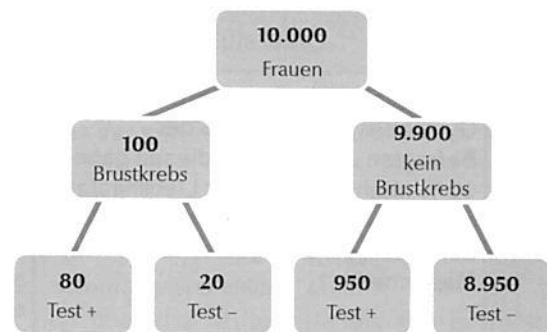 10.000
Frauen
100
Brustkrebs
9.900
kein
Brustkrebs
80
Test +
20
Test –
950
Test +
8.950
Test –